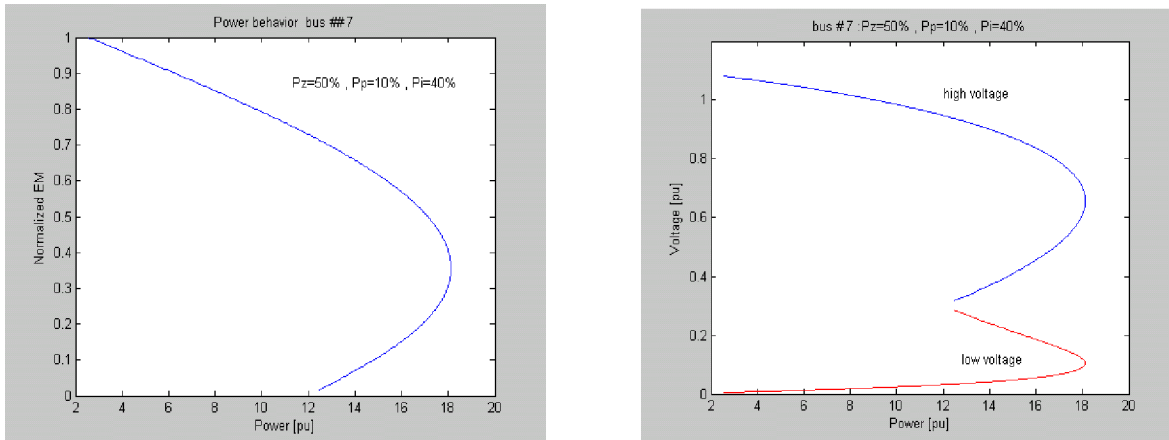 Power behavior bus ##7
1
0.9
0.8
0.7
0.6
0.5
0.4
0.3
0.2
0.1
0
Normalized EM
Pz=50% , Pp=10% , Pi=40%
2 4 6 8 10 12 14 16 18 20
Power [pu]
bus #7 :Pz=50% , Pp=10% , Pi=40%
1
0.8
0.6
0.4
0.2
0
Voltage [pu]
high voltage
low voltage
2 4 6 8 10 12 14 16 18 20
Power [pu]